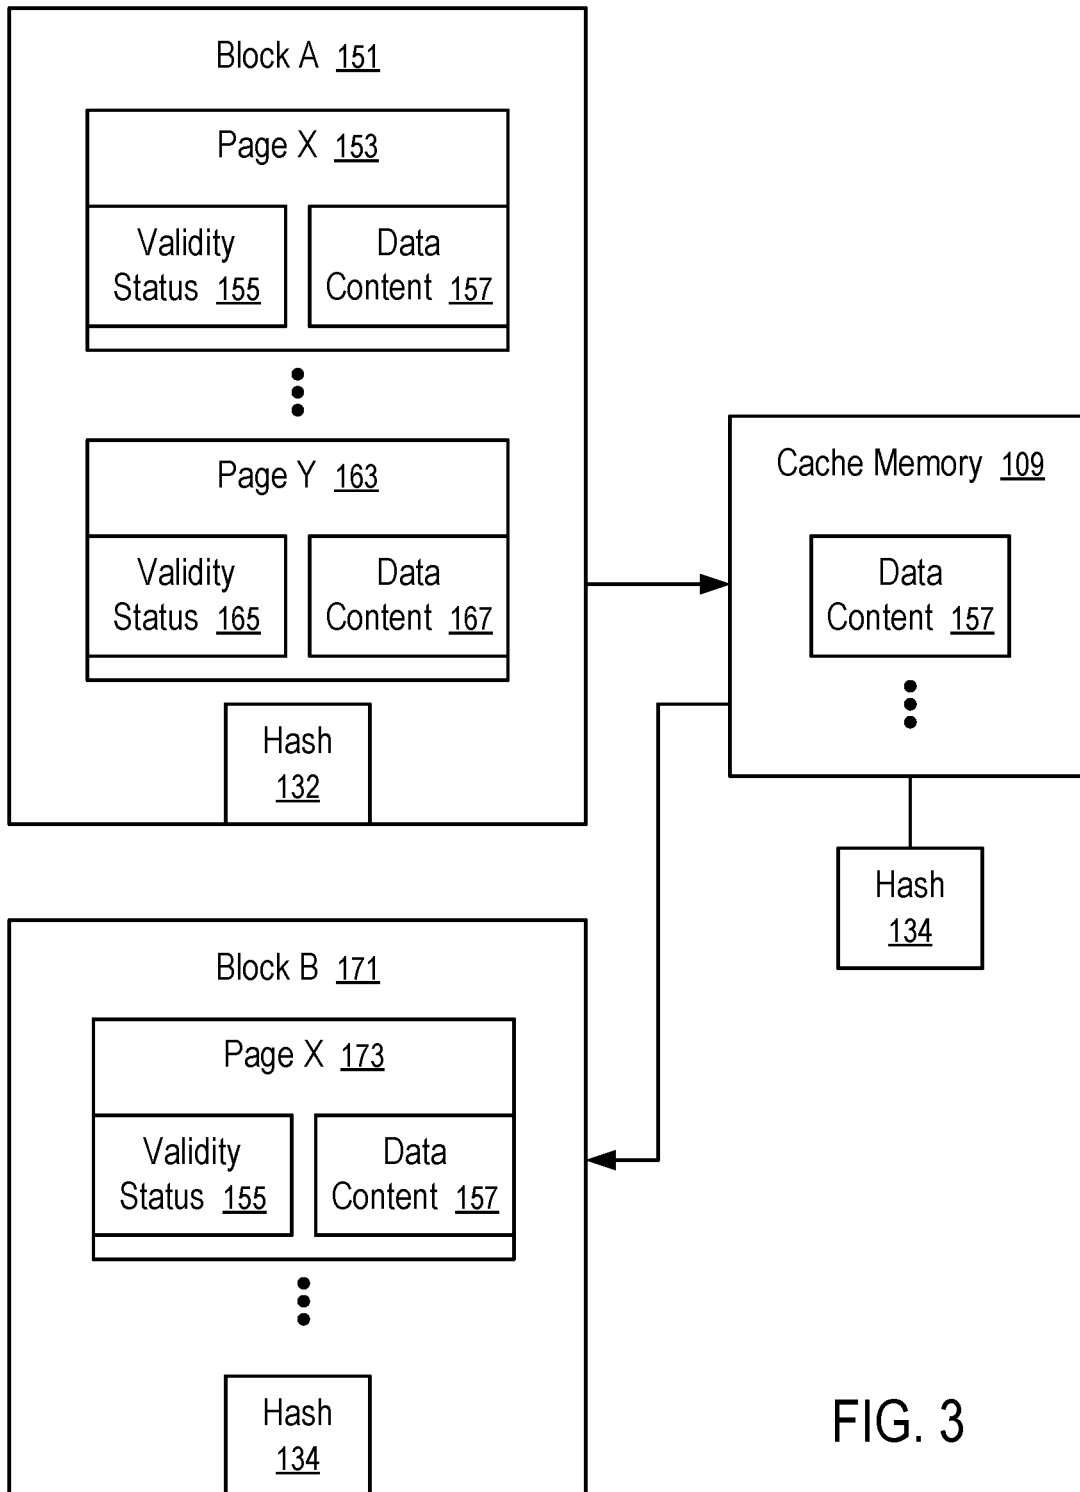 Block A 151
Page X 153
Validity
Status 155
Data
Content 157
Page Y 163
Validity
Status 165
Data
Content 167
Hash
132
Cache Memory 109
Data
Content 157
Hash
134
Block B 171
Page X 173
Validity
Status 155
Data
Content 157
Hash
134
FIG. 3